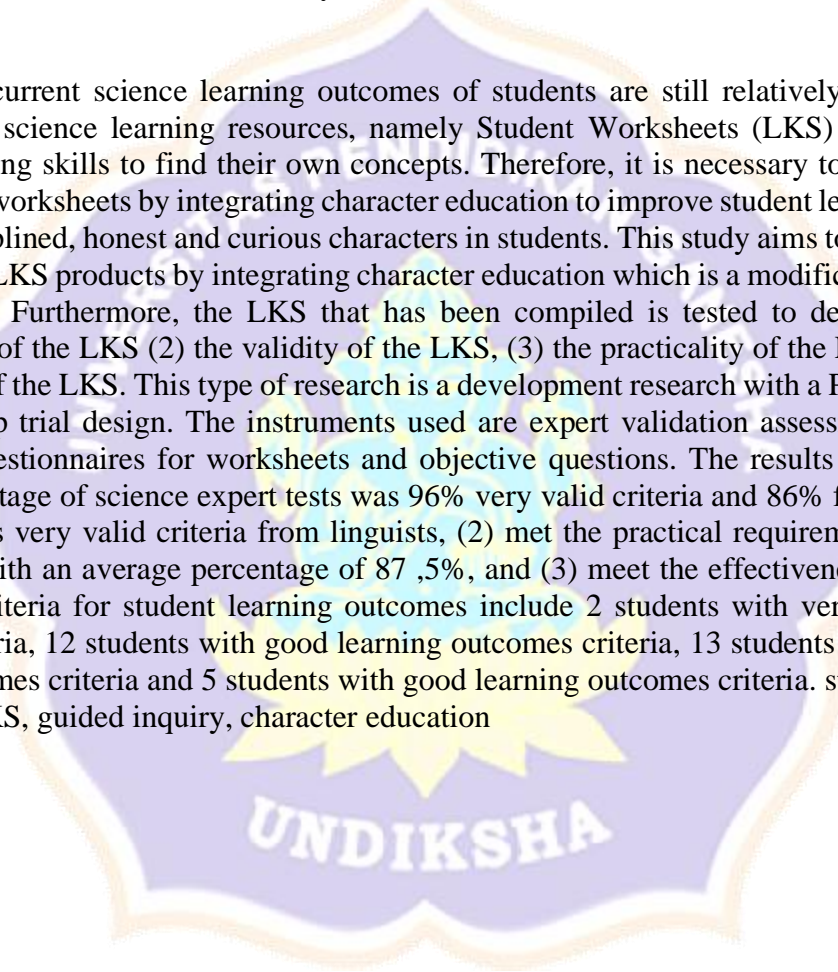 current science learning outcomes of students are still relatively
science learning resources, namely Student Worksheets (LKS)
ng skills to find their own concepts. Therefore, it is necessary to
worksheets by integrating character education to improve student le
plined, honest and curious characters in students. This study aims to
LKS products by integrating character education which is a modific
Furthermore, the LKS that has been compiled is tested to de
of the LKS (2) the validity of the LKS, (3) the practicality of the
of the LKS. This type of research is a development research with a
p trial design. The instruments used are expert validation assess
estionnaires for worksheets and objective questions. The results
tage of science expert tests was 96% very valid criteria and 86% f
s very valid criteria from linguists, (2) met the practical requirem
ith an average percentage of 87 ,5%, and (3) meet the effectiven
iteria for student learning outcomes include 2 students with ver
ria, 12 students with good learning outcomes criteria, 13 students
mes criteria and 5 students with good learning outcomes criteria. s
KS, guided inquiry, character education
UNIVERSITAS PENDIDIKAN GANESHA
UNDIKSHA